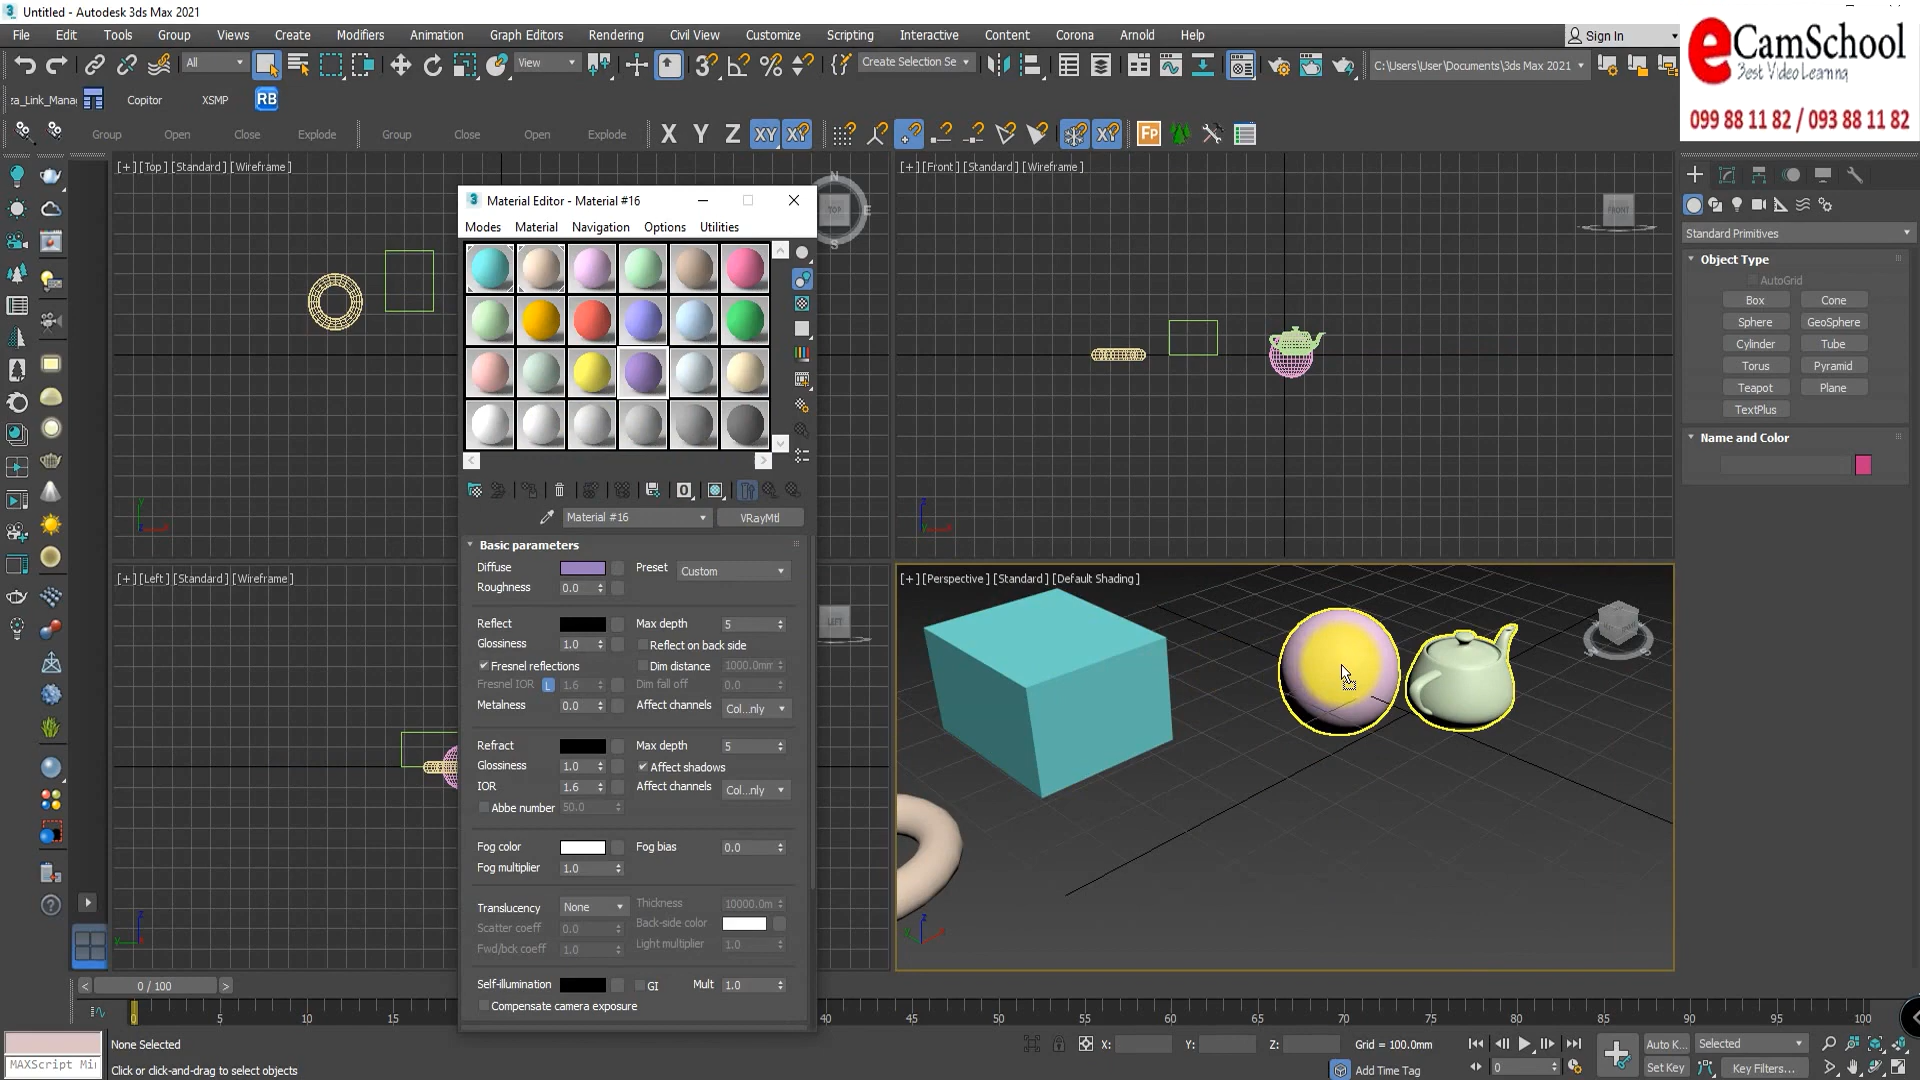 Untitled - Autodesk 3ds Max 2021
File Edit Tools Group Views Create Modifiers Animation Graph Editors Rendering Civil View Customize Scripting Interactive Content Corona Arnold Help
Sign In
eCamSchool
Best Video Learning
099 88 11 82 / 093 88 11 82
All View Create Selection Se C:\Users\User\Documents\3ds Max 2021
za_Link_Mana Copitor XSMP RB
Group Open Close Explode Group Close Open Explode X Y Z XY XY XY Fp
[+] [Top] [Standard] [Wireframe]
[+] [Front] [Standard] [Wireframe]
N
TOP E
S
FRONT
Material Editor - Material #16
Modes Material Navigation Options Utilities
Material #16 VRayMtl
Basic parameters
Diffuse Preset Custom
Roughness 0.0
Reflect Max depth 5
Glossiness 1.0 Reflect on back side
Fresnel reflections Dim distance 1000.0mm
Fresnel IOR L 1.6 Dim fall off 0.0
Metalness 0.0 Affect channels Col...nly
Refract Max depth 5
Glossiness 1.0 Affect shadows
IOR 1.6 Affect channels Col...nly
Abbe number 50.0
Fog color Fog bias 0.0
Fog multiplier 1.0
Translucency None Thickness 10000.0m
Scatter coeff 0.0 Back-side color
Fwd/bck coeff 1.0 Light multiplier 1.0
Self-illumination GI Mult 1.0
Compensate camera exposure
[+] [Left] [Standard] [Wireframe]
LEFT
[+] [Perspective] [Standard] [Default Shading]
Standard Primitives
Object Type
AutoGrid
Box Cone
Sphere GeoSphere
Cylinder Tube
Torus Pyramid
Teapot Plane
TextPlus
Name and Color
< 0 / 100 >
0 5 10 15 40 45 50 55 60 65 70 75 80 85 90 95 100
None Selected
X: Y: Z: Grid = 100.0mm
Auto K... Selected
MAXScript Mi
Click or click-and-drag to select objects
Add Time Tag
0
Set Key Key Filters...